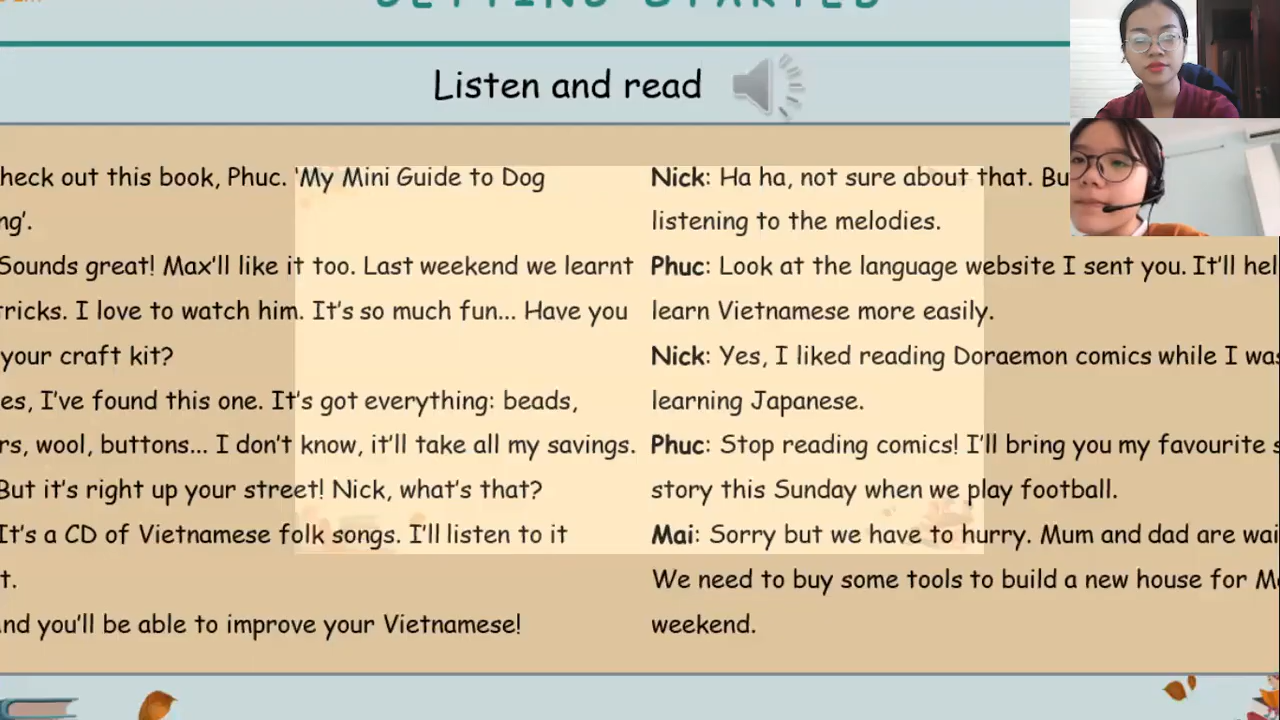 GETTING STARTED
Listen and read
heck out this book, Phuc. 'My Mini Guide to Dog
ng'.
Sounds great! Max'll like it too. Last weekend we learnt
tricks. I love to watch him. It's so much fun... Have you
your craft kit?
es, I've found this one. It's got everything: beads,
rs, wool, buttons... I don't know, it'll take all my savings.
But it's right up your street! Nick, what's that?
It's a CD of Vietnamese folk songs. I'll listen to it
t.
nd you'll be able to improve your Vietnamese!
Nick: Ha ha, not sure about that. Bu
listening to the melodies.
Phuc: Look at the language website I sent you. It'll hel
learn Vietnamese more easily.
Nick: Yes, I liked reading Doraemon comics while I was
learning Japanese.
Phuc: Stop reading comics! I'll bring you my favourite s
story this Sunday when we play football.
Mai: Sorry but we have to hurry. Mum and dad are wai
We need to buy some tools to build a new house for Ma
weekend.